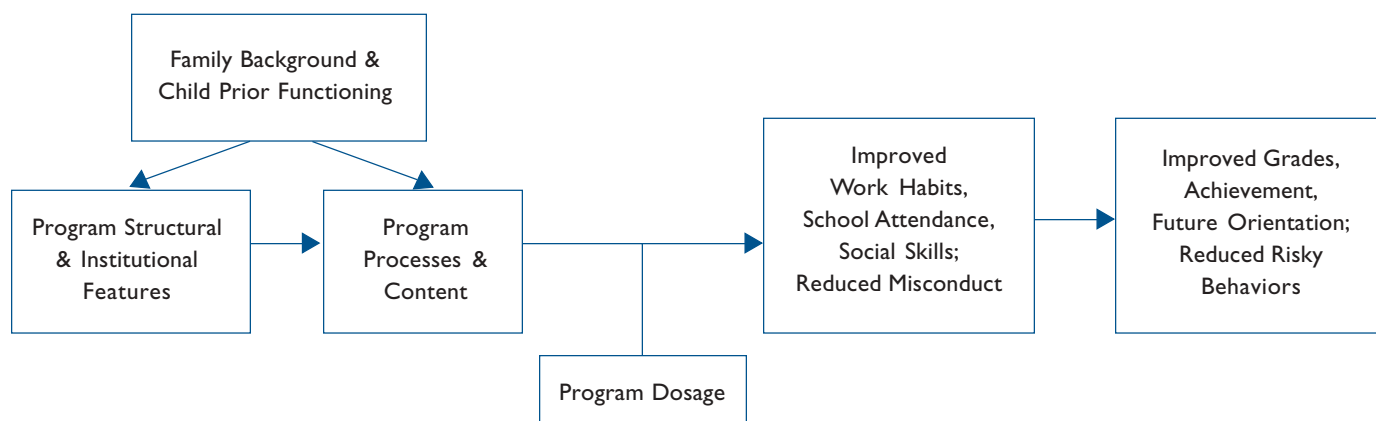 Family Background &
Child Prior Functioning
Program Structural
& Institutional
Features
Program
Processes &
Content
Program Dosage
Improved
Work Habits,
School Attendance,
Social Skills;
Reduced Misconduct
Improved Grades,
Achievement,
Future Orientation;
Reduced Risky
Behaviors